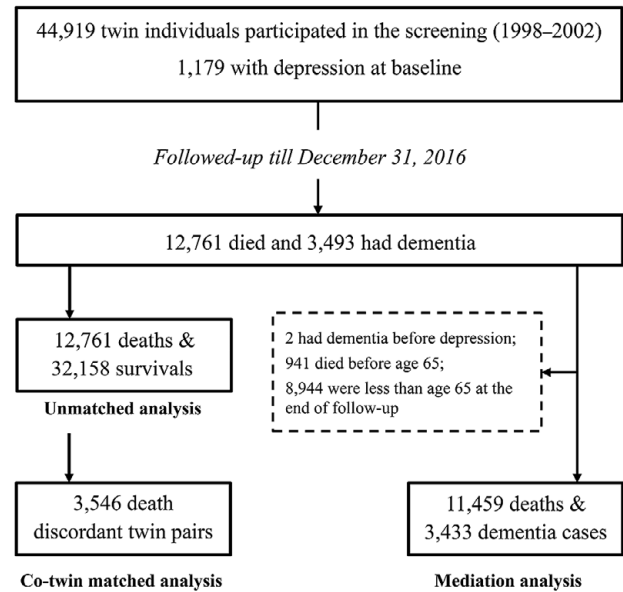 44,919 twin individuals participated in the screening (1998–2002)
1,179 with depression at baseline
Followed-up till December 31, 2016
12,761 died and 3,493 had dementia
12,761 deaths &
32,158 survivals
Unmatched analysis
2 had dementia before depression;
941 died before age 65;
8,944 were less than age 65 at the
end of follow-up
3,546 death
discordant twin pairs
Co-twin matched analysis
11,459 deaths &
3,433 dementia cases
Mediation analysis